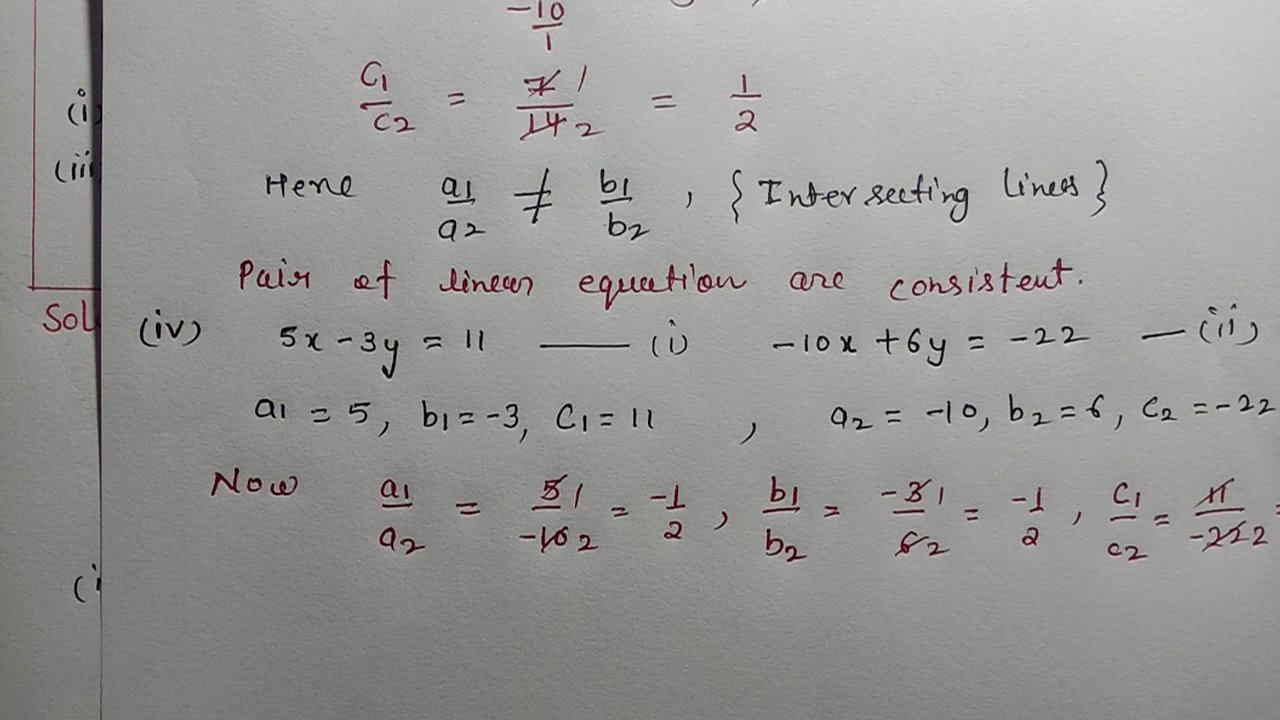 -10/1
C1/C2 = 7 1/14 2 = 1/2
(i)
(iii
Here a1/a2 ≠ b1/b2 , {Intersecting lines}
Pair of linear equation are consistent.
Sol
(iv) 5x - 3y = 11 —— (i) -10x + 6y = -22 — (ii)
a1 = 5, b1 = -3, C1 = 11 , a2 = -10, b2 = 6, C2 = -22
Now a1/a2 = 5 1/-10 2 = -1/2 , b1/b2 = -3 1/6 2 = -1/2 , C1/C2 = 11/-22 2 =
(i